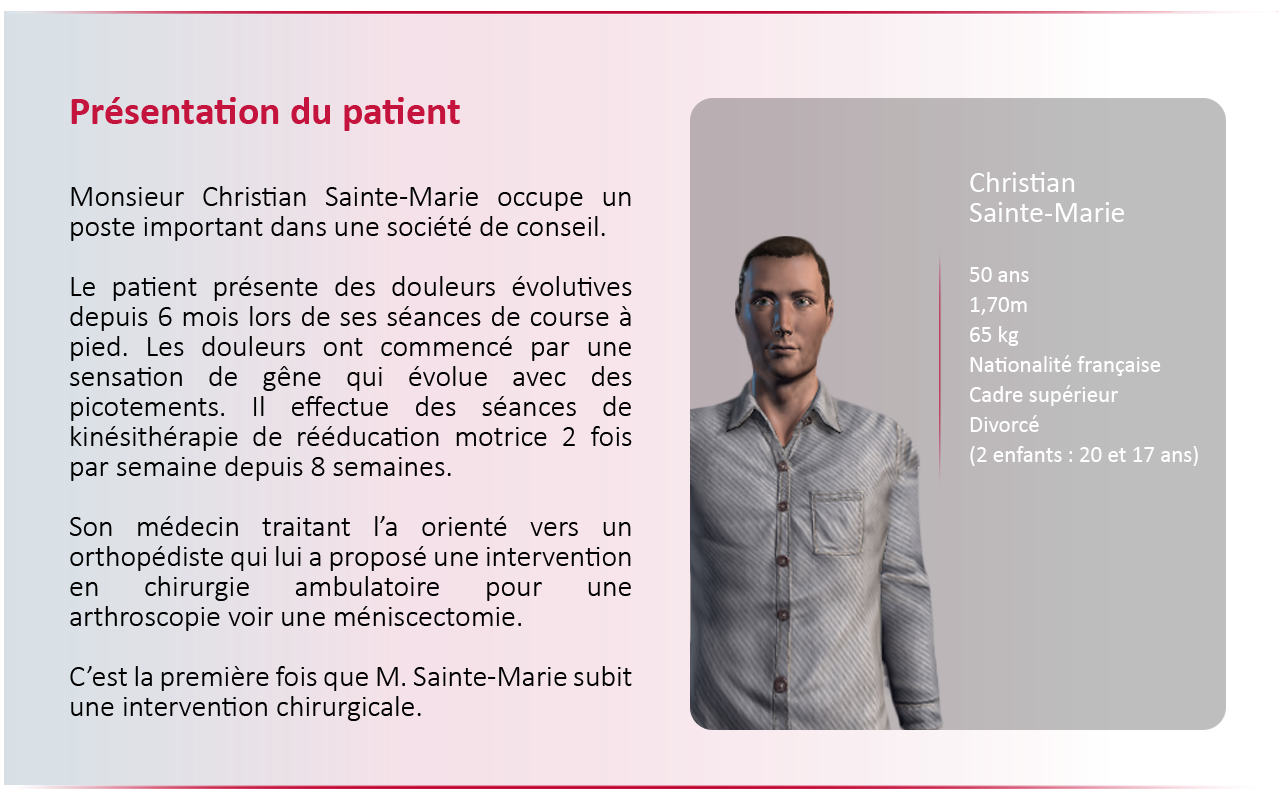 Présentation du patient
Monsieur Christian Sainte-Marie occupe un
poste important dans une société de conseil.
Le patient présente des douleurs évolutives
depuis 6 mois lors de ses séances de course à
pied. Les douleurs ont commencé par une
sensation de gêne qui évolue avec des
picotements. Il effectue des séances de
kinésithérapie de rééducation motrice 2 fois
par semaine depuis 8 semaines.
Son médecin traitant l’a orienté vers un
orthopédiste qui lui a proposé une intervention
en chirurgie ambulatoire pour une
arthroscopie voir une méniscectomie.
C’est la première fois que M. Sainte-Marie subit
une intervention chirurgicale.
Christian
Sainte-Marie
50 ans
1,70m
65 kg
Nationalité française
Cadre supérieur
Divorcé
(2 enfants : 20 et 17 ans)